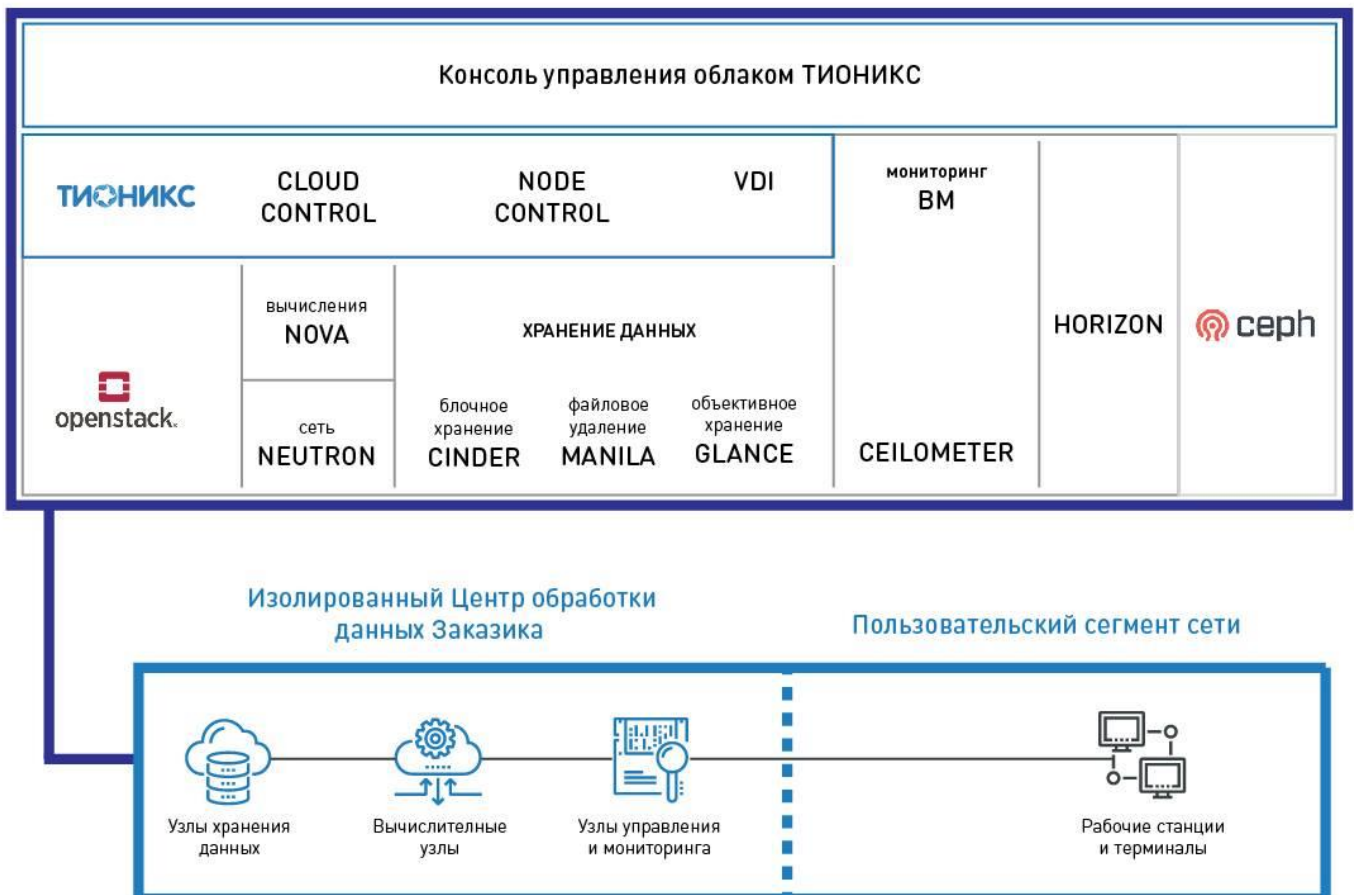 Консоль управления облаком ТИОНИКС
ТИОНИКС
CLOUD
CONTROL
NODE
CONTROL
VDI
мониторинг
ВМ
openstack.
вычисления
NOVA
сеть
NEUTRON
ХРАНЕНИЕ ДАННЫХ
блочное
хранение
CINDER
файловое
удаление
MANILA
объективное
хранение
GLANCE
CEILOMETER
HORIZON
ceph
Изолированный Центр обработки
данных Заказика
Пользовательский сегмент сети
Узлы хранения
данных
Вычислителные
узлы
Узлы управления
и мониторинга
Рабочие станции
и терминалы